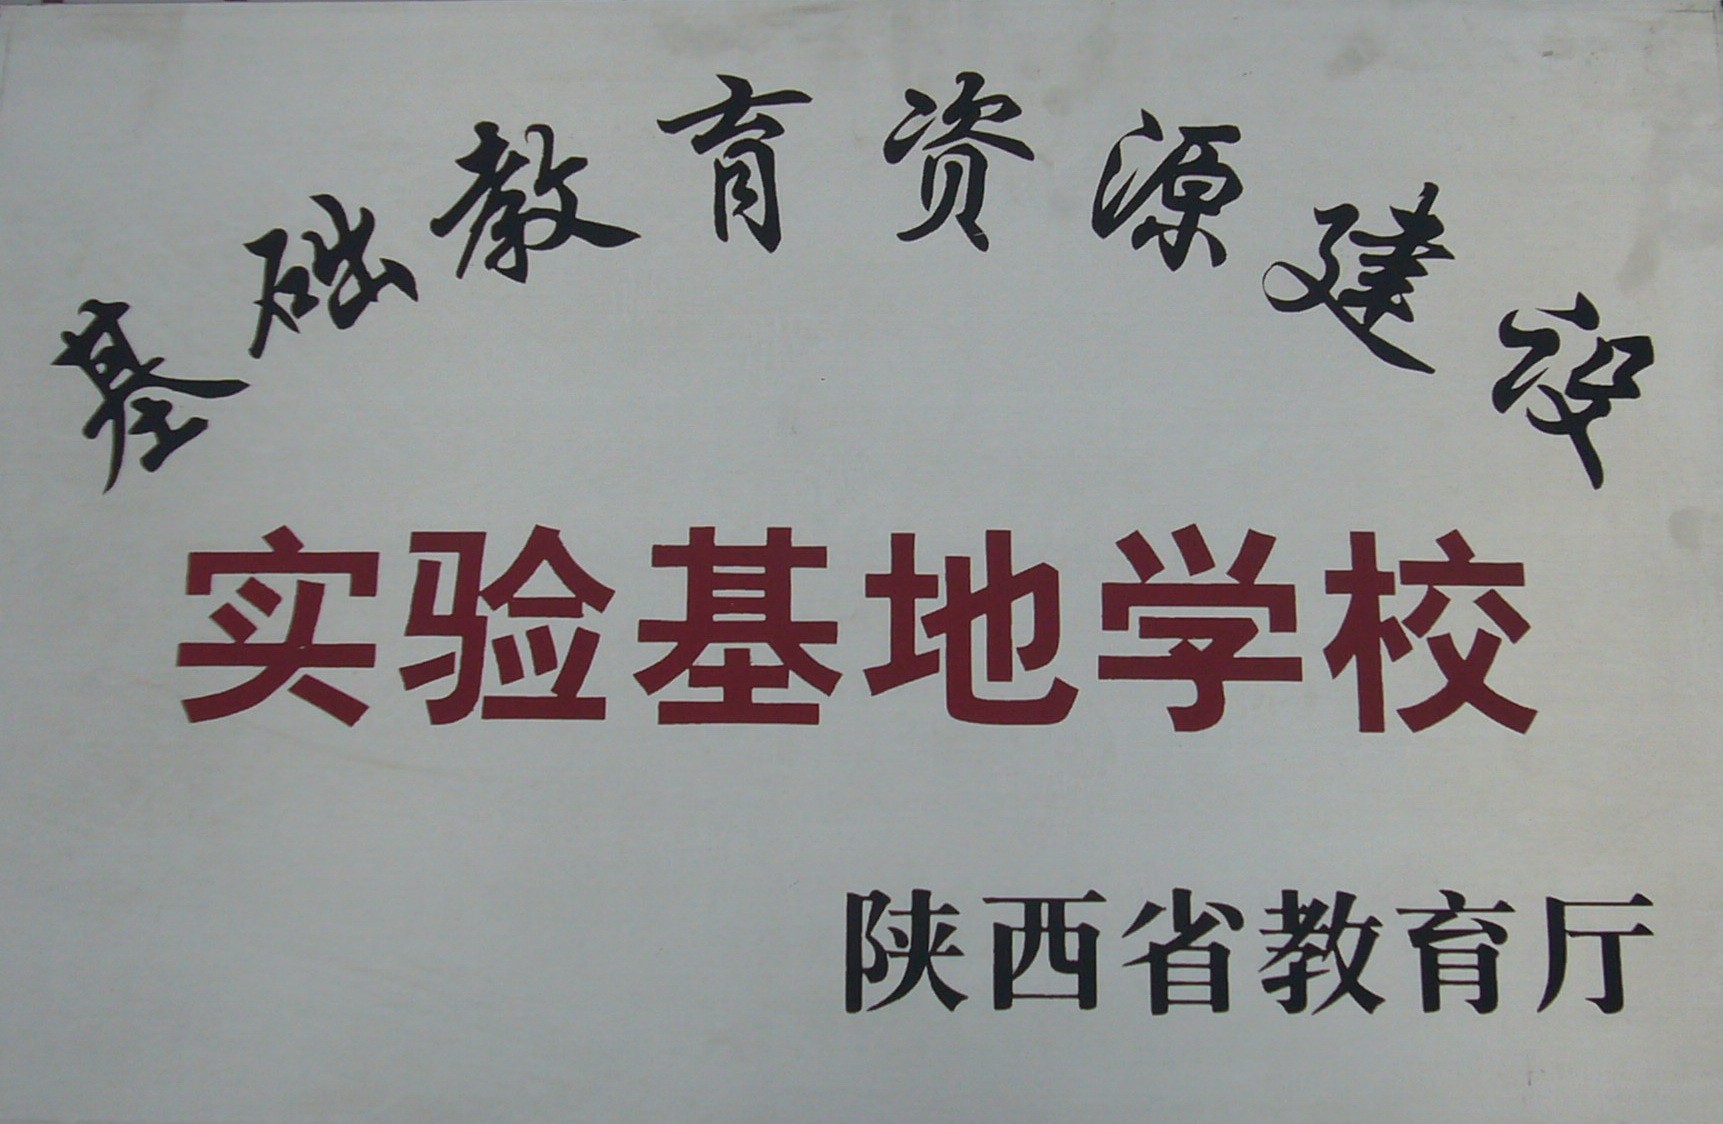 基础教育资源建设
实验基地学校
陕西省教育厅